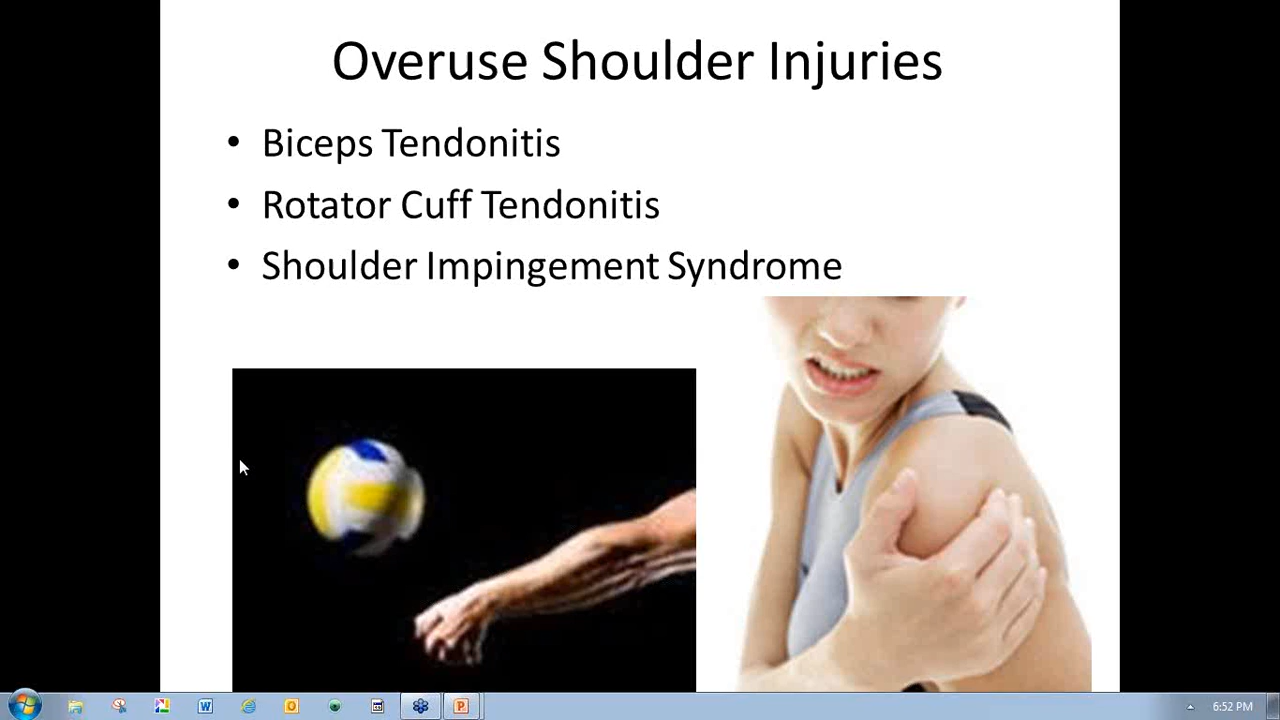 Overuse Shoulder Injuries
• Biceps Tendonitis
• Rotator Cuff Tendonitis
• Shoulder Impingement Syndrome
6:52 PM